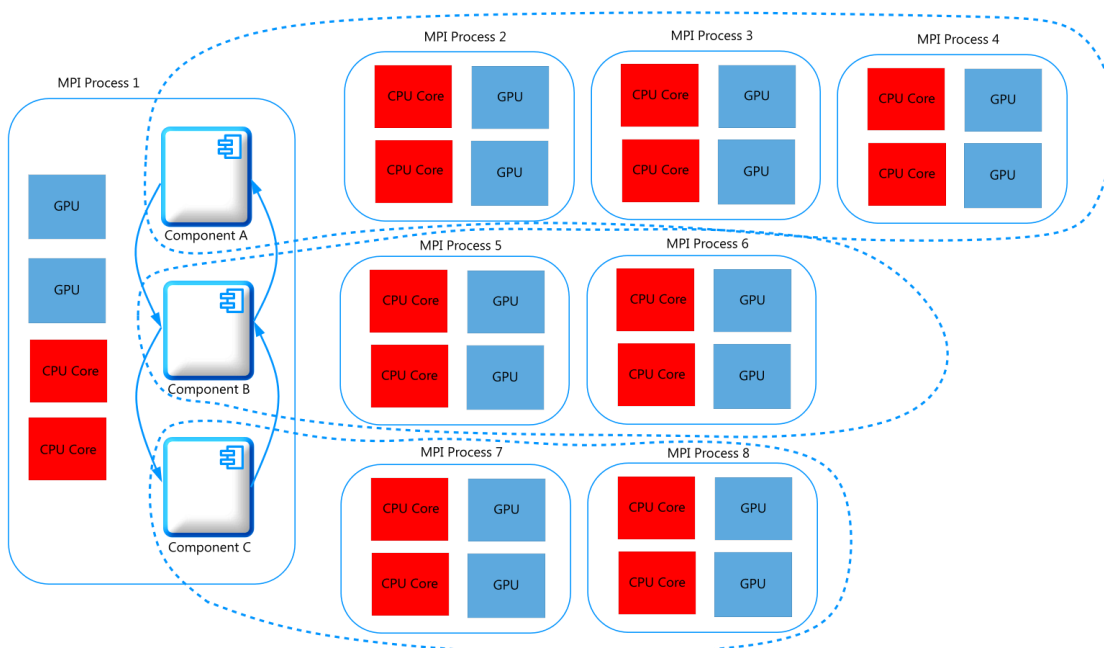 MPI Process 1
GPU
GPU
CPU Core
CPU Core
Component A
Component B
Component C
MPI Process 2
CPU Core
GPU
CPU Core
GPU
MPI Process 3
CPU Core
GPU
CPU Core
GPU
MPI Process 4
CPU Core
GPU
CPU Core
GPU
MPI Process 5
CPU Core
GPU
CPU Core
GPU
MPI Process 6
CPU Core
GPU
CPU Core
GPU
MPI Process 7
CPU Core
GPU
CPU Core
GPU
MPI Process 8
CPU Core
GPU
CPU Core
GPU